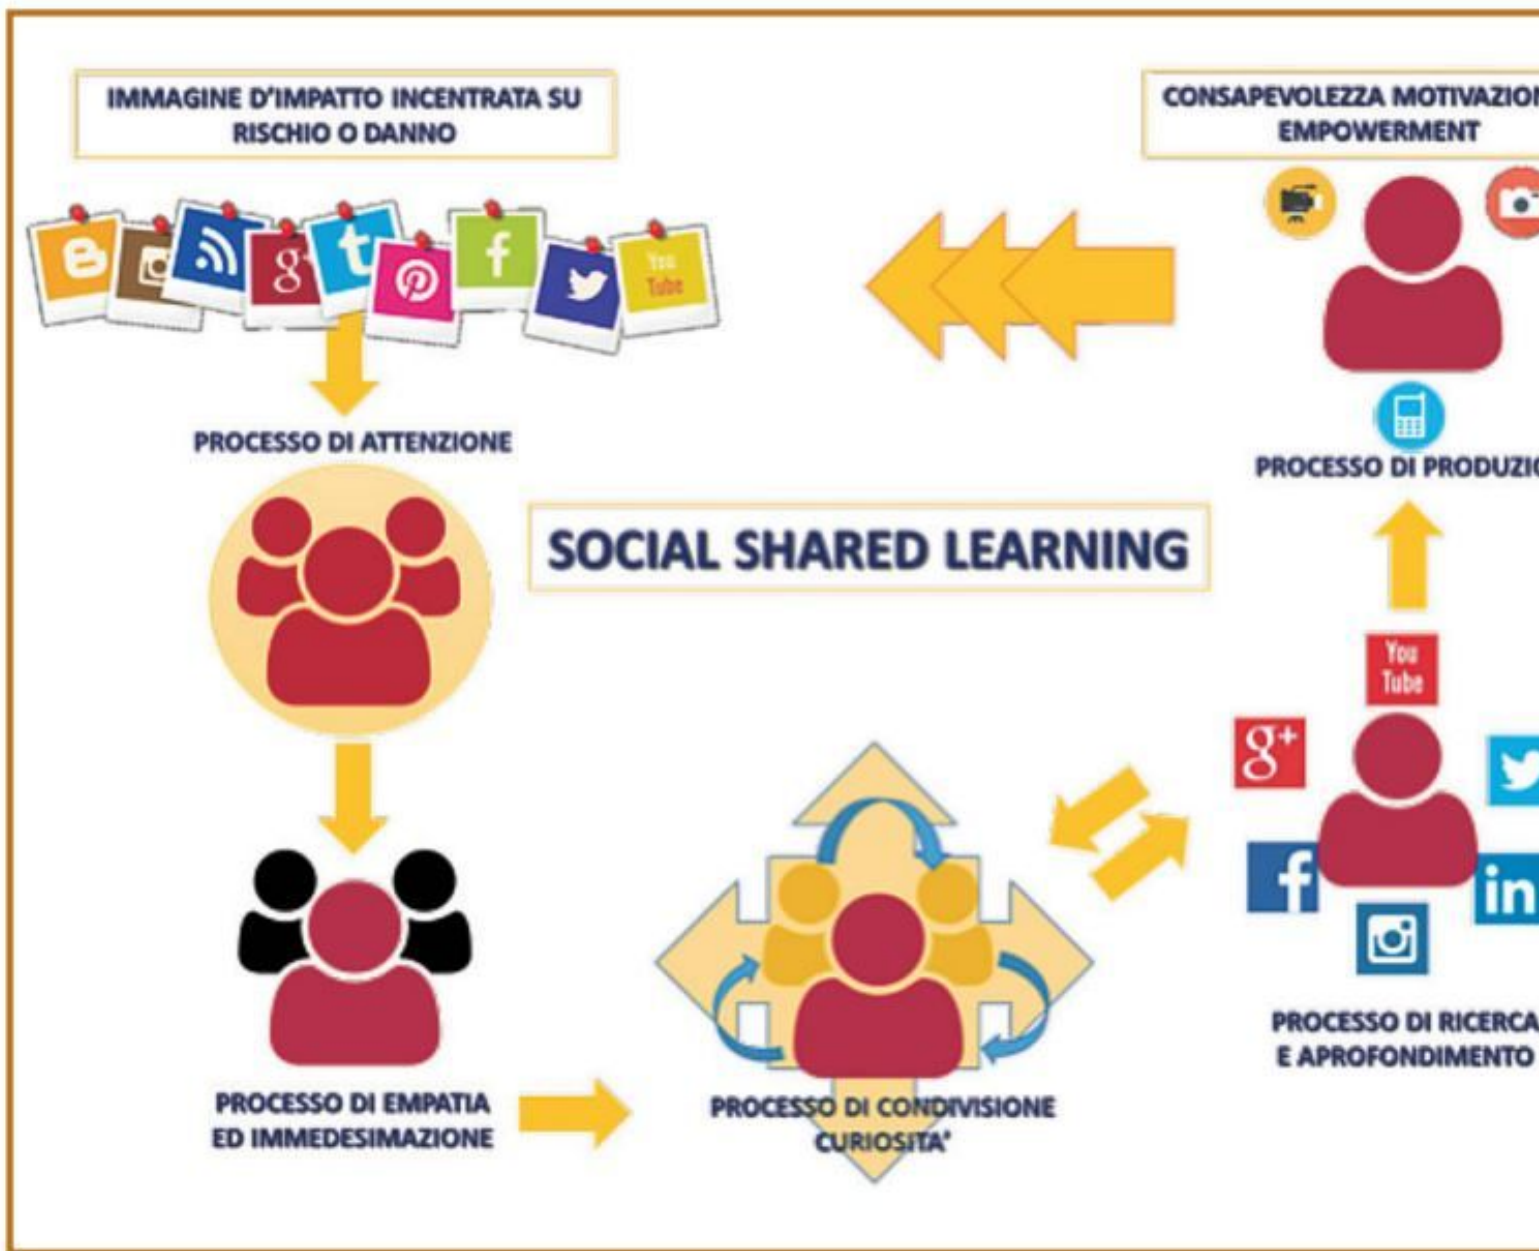 IMMAGINE D'IMPATTO INCENTRATA SU
RISCHIO O DANNO
CONSAPEVOLEZZA MOTIVAZION
EMPOWERMENT
g+
t
f
You
Tube
PROCESSO DI ATTENZIONE
PROCESSO DI PRODUZIO
SOCIAL SHARED LEARNING
You
Tube
g+
f
in
PROCESSO DI RICERCA
E APROFONDIMENTO
PROCESSO DI EMPATIA
ED IMMEDESIMAZIONE
PROCESSO DI CONDIVISIONE
CURIOSITA'